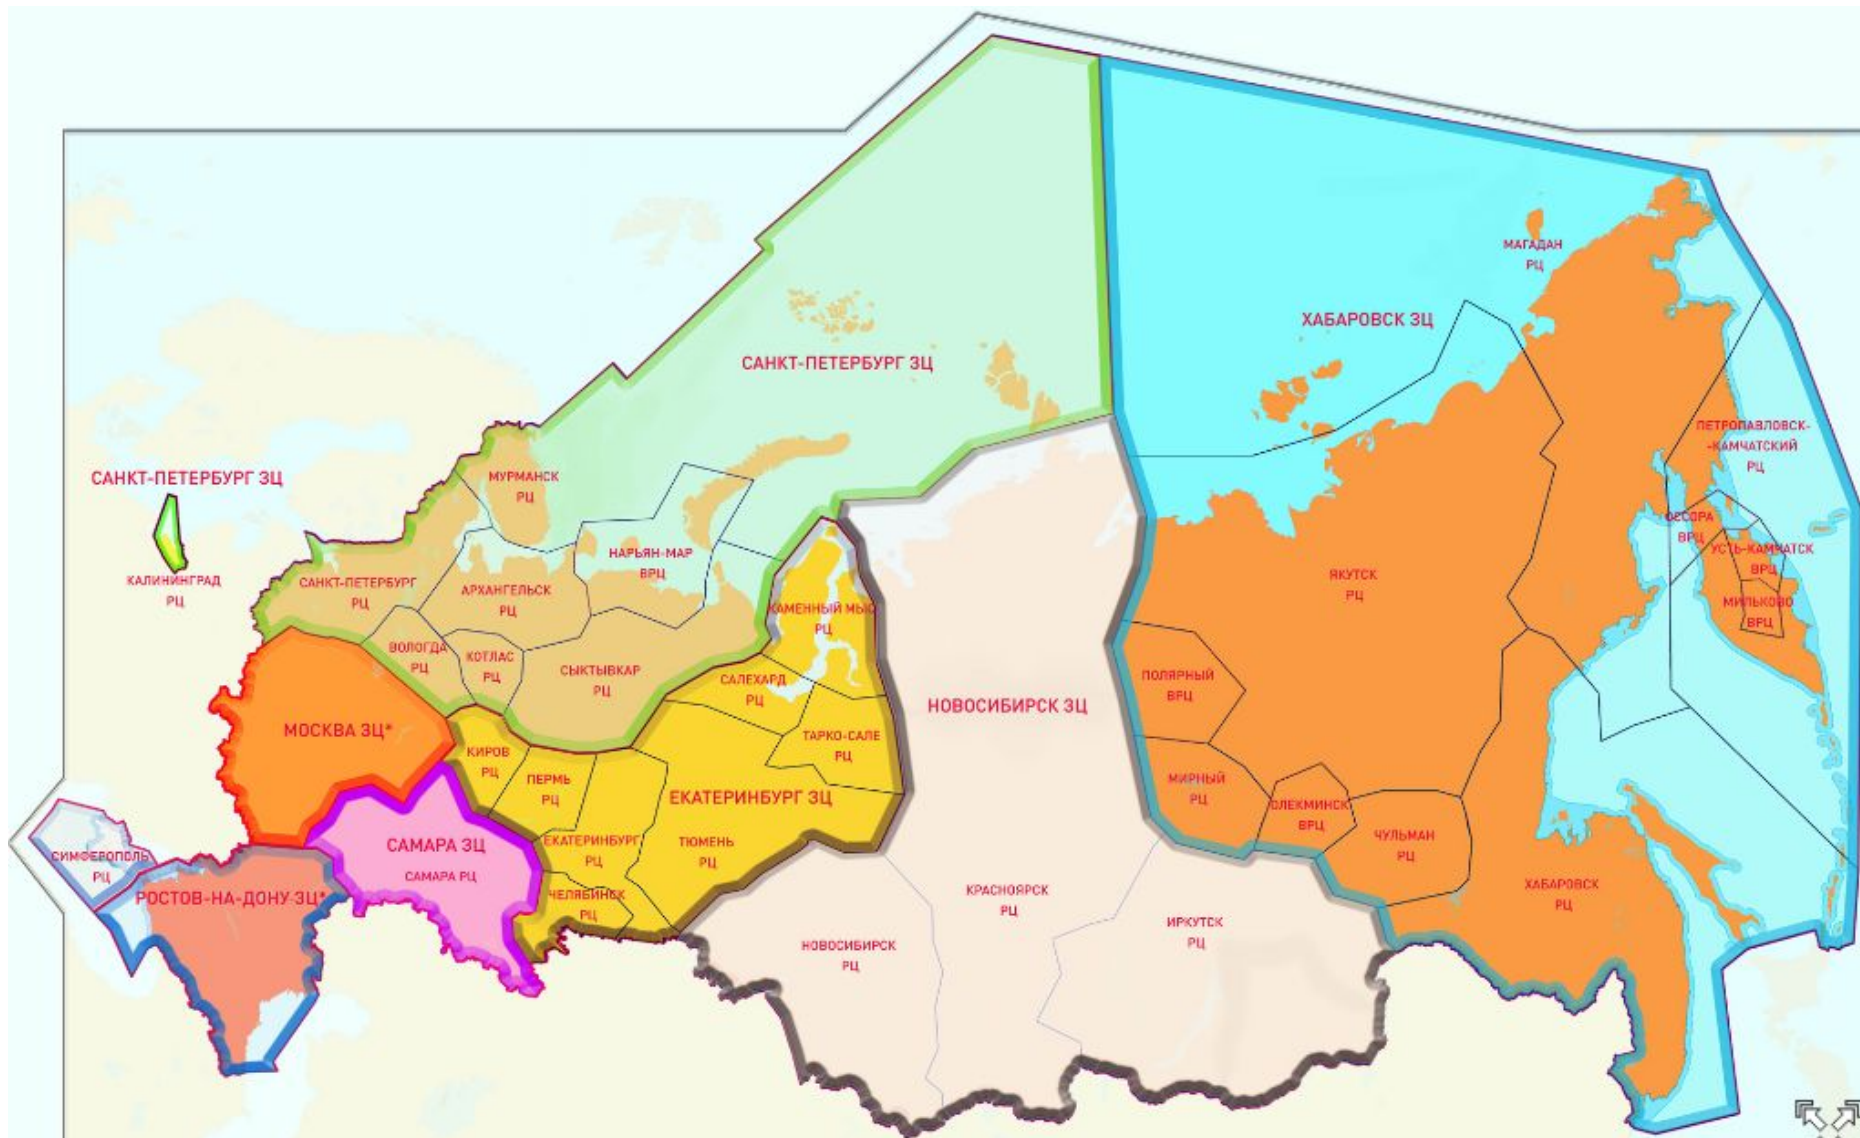 МАГАДАН
РЦ
ХАБАРОВСК ЗЦ
САНКТ-ПЕТЕРБУРГ ЗЦ
ПЕТРОПАВЛОВСК-
-КАМЧАТСКИЙ
РЦ
МУРМАНСК
РЦ
САНКТ-ПЕТЕРБУРГ ЗЦ
КАЛИНИНГРАД
РЦ
САНКТ-ПЕТЕРБУРГ
РЦ
АРХАНГЕЛЬСК
РЦ
НАРЬЯН-МАР
ВРЦ
ОССОРА
ВРЦ
УСТЬ-КАМЧАТСК
ВРЦ
МИЛЬКОВО
ВРЦ
ЯКУТСК
РЦ
КАМЕННЫЙ МЫС
РЦ
ВОЛОГДА
РЦ
КОТЛАС
РЦ
СЫКТЫВКАР
РЦ
САЛЕХАРД
РЦ
ПОЛЯРНЫЙ
ВРЦ
НОВОСИБИРСК ЗЦ
МОСКВА ЗЦ*
КИРОВ
РЦ
ПЕРМЬ
РЦ
ТАРКО-САЛЕ
РЦ
МИРНЫЙ
РЦ
ЕКАТЕРИНБУРГ ЗЦ
ОЛЕКМИНСК
ВРЦ
ЧУЛЬМАН
РЦ
ЕКАТЕРИНБУРГ
РЦ
ТЮМЕНЬ
РЦ
САМАРА ЗЦ
САМАРА РЦ
СИМФЕРОПОЛЬ
РЦ
РОСТОВ-НА-ДОНУ ЗЦ*
ЧЕЛЯБИНСК
РЦ
КРАСНОЯРСК
РЦ
ХАБАРОВСК
РЦ
ИРКУТСК
РЦ
НОВОСИБИРСК
РЦ